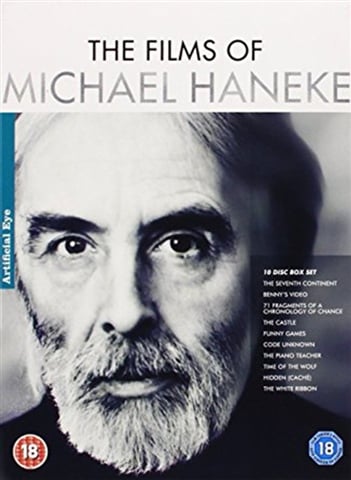 THE FILMS OF
MICHAEL HANEKE
Artificial Eye
10 DISC BOX SET
THE SEVENTH CONTINENT
BENNY'S VIDEO
71 FRAGMENTS OF A
CHRONOLOGY OF CHANCE
THE CASTLE
FUNNY GAMES
CODE UNKNOWN
THE PIANO TEACHER
TIME OF THE WOLF
HIDDEN (CACHÉ)
THE WHITE RIBBON
18
18